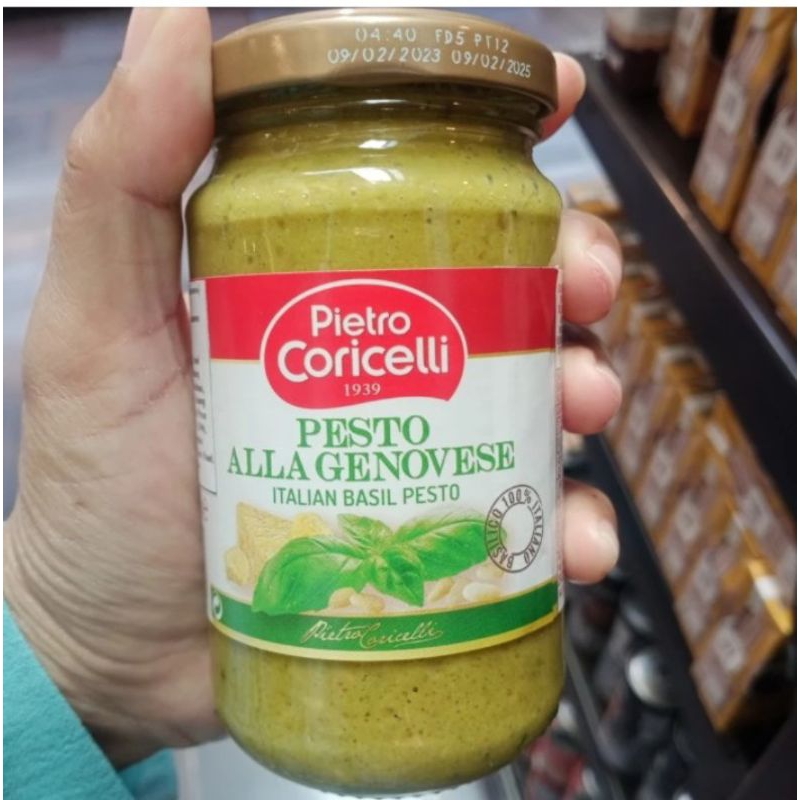 04:40 FD5 PT12
09/02/2023 09/02/2025
Pietro
Coricelli
1939
PESTO
ALLA GENOVESE
ITALIAN BASIL PESTO
BASILICO 100% ITALIANO
Pietro Coricelli